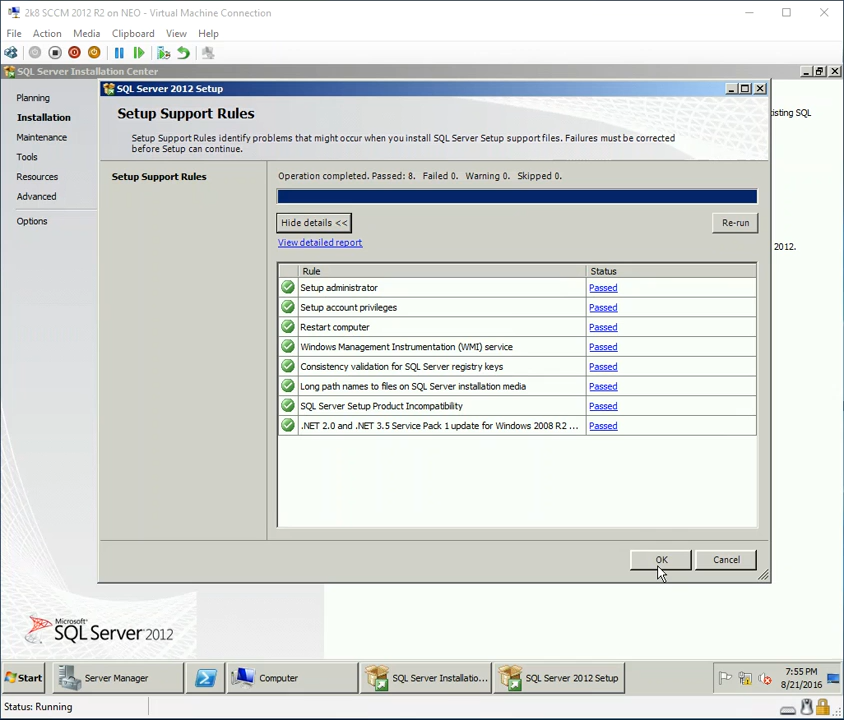 2k8 SCCM 2012 R2 on NEO - Virtual Machine Connection
File Action Media Clipboard View Help
SQL Server Installation Center
SQL Server 2012 Setup
Setup Support Rules
Setup Support Rules identify problems that might occur when you install SQL Server Setup support files. Failures must be corrected
before Setup can continue.
Planning
Installation
Maintenance
Tools
Resources
Advanced
Options
isting SQL
2012.
Setup Support Rules
Operation completed. Passed: 8. Failed 0. Warning 0. Skipped 0.
Hide details <<
Re-run
View detailed report
Rule Status
Setup administrator Passed
Setup account privileges Passed
Restart computer Passed
Windows Management Instrumentation (WMI) service Passed
Consistency validation for SQL Server registry keys Passed
Long path names to files on SQL Server installation media Passed
SQL Server Setup Product Incompatibility Passed
.NET 2.0 and .NET 3.5 Service Pack 1 update for Windows 2008 R2 ... Passed
OK Cancel
Microsoft®
SQL Server 2012
Start Server Manager Computer SQL Server Installatio... SQL Server 2012 Setup
7:55 PM
8/21/2016
Status: Running